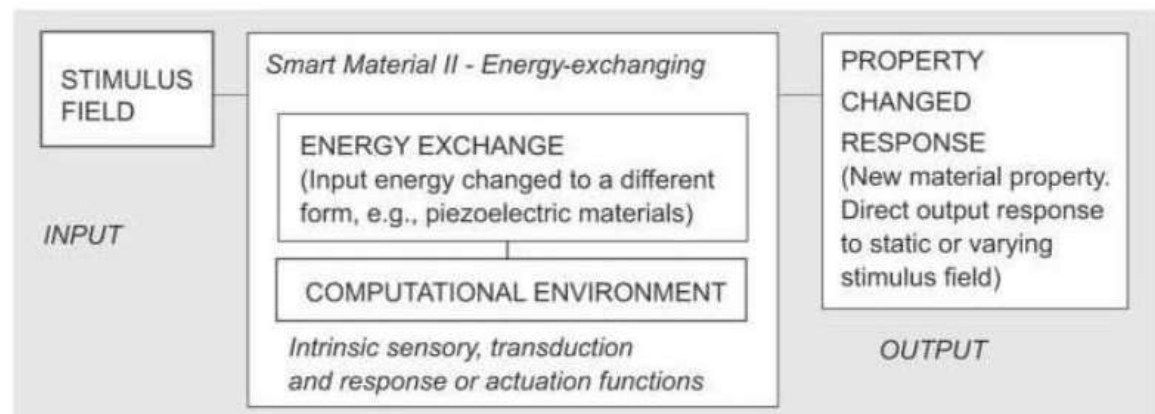 STIMULUS
FIELD
INPUT
Smart Material II - Energy-exchanging
ENERGY EXCHANGE
(Input energy changed to a different
form, e.g., piezoelectric materials)
COMPUTATIONAL ENVIRONMENT
Intrinsic sensory, transduction
and response or actuation functions
PROPERTY
CHANGED
RESPONSE
(New material property.
Direct output response
to static or varying
stimulus field)
OUTPUT